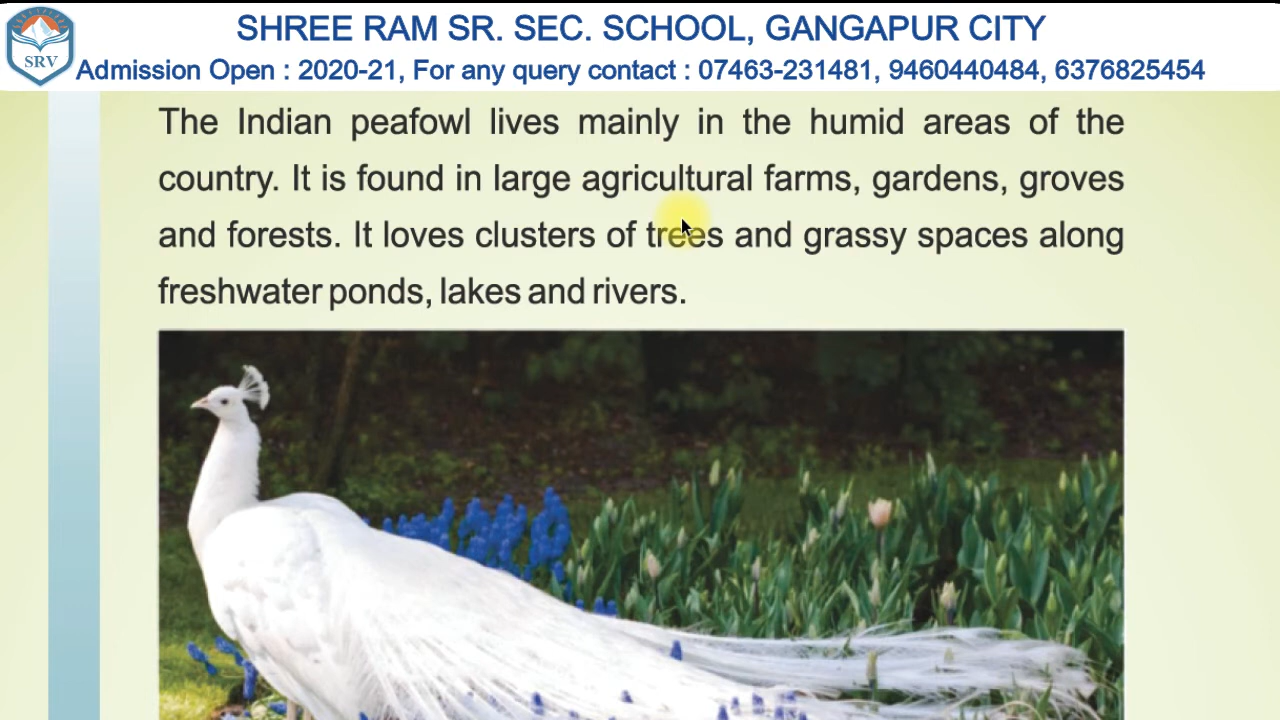 SHREE RAM SR. SEC. SCHOOL, GANGAPUR CITY
SRV
Admission Open : 2020-21, For any query contact : 07463-231481, 9460440484, 6376825454
The Indian peafowl lives mainly in the humid areas of the
country. It is found in large agricultural farms, gardens, groves
and forests. It loves clusters of trees and grassy spaces along
freshwater ponds, lakes and rivers.